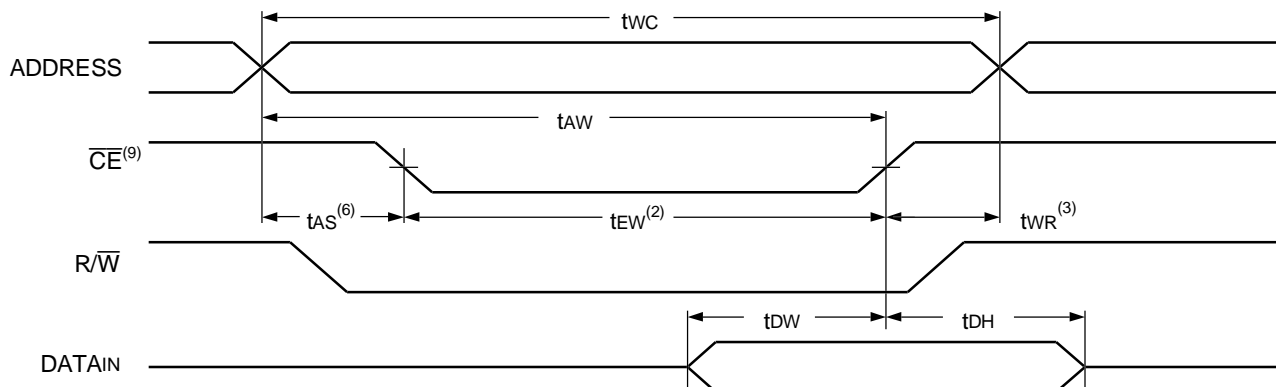 tWC
ADDRESS
tAW
CE(9)
tAS(6) tEW(2) tWR(3)
R/W
tDW tDH
DATAIN